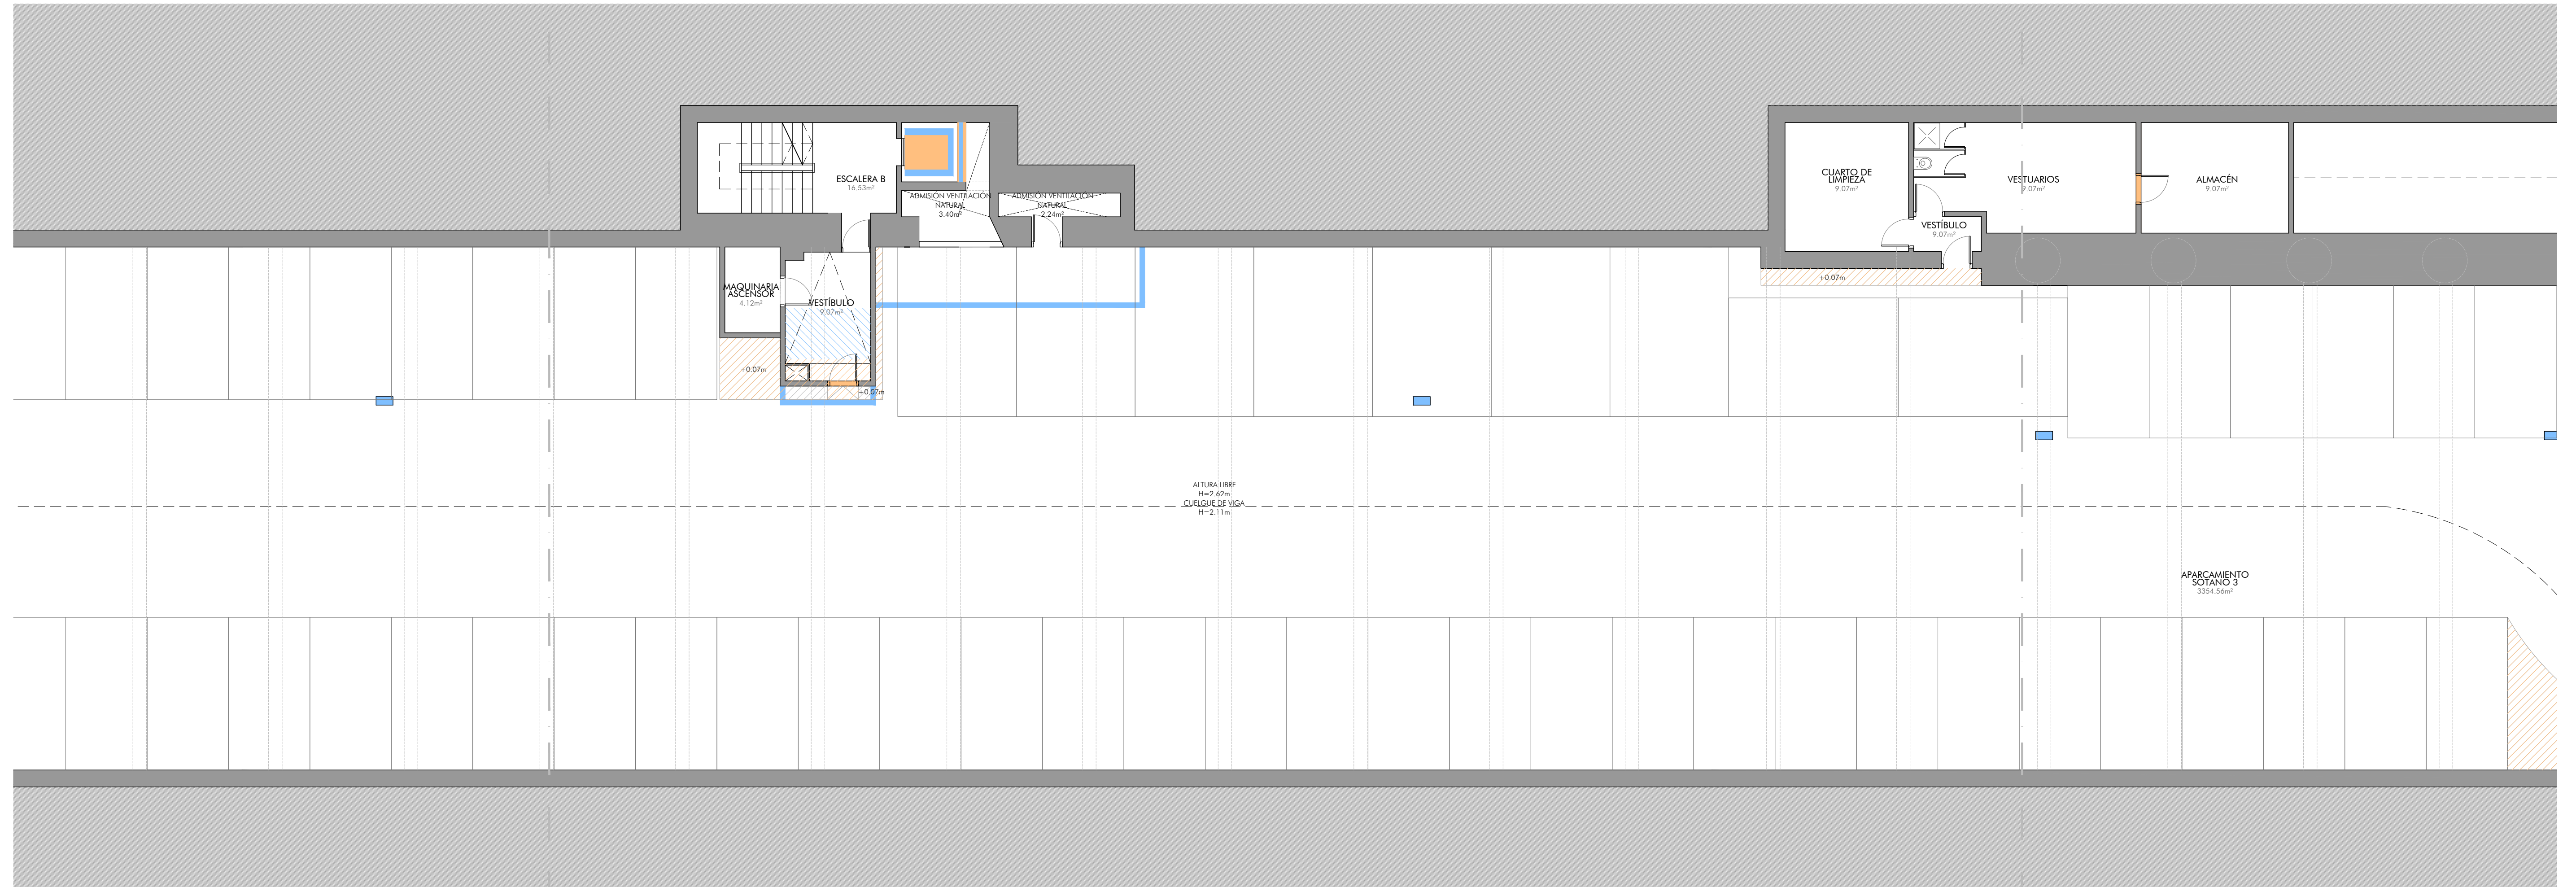 ESCALERA B
16.53m²
ADMISIÓN VENTILACIÓN
NATURAL
3.40m²
ADMISIÓN VENTILACIÓN
NATURAL
2.24m²
CUARTO DE
LIMPIEZA
9.07m²
VESTUARIOS
9.07m²
ALMACÉN
9.07m²
VESTÍBULO
9.07m²
+0.07m
MAQUINARIA
ASCENSOR
4.12m²
VESTÍBULO
9.07m²
+0.07m
+0.07m
ALTURA LIBRE
H=2.62m
CUELGUE DE VIGA
H=2.11m
APARCAMIENTO
SOTANO 3
3354.56m²